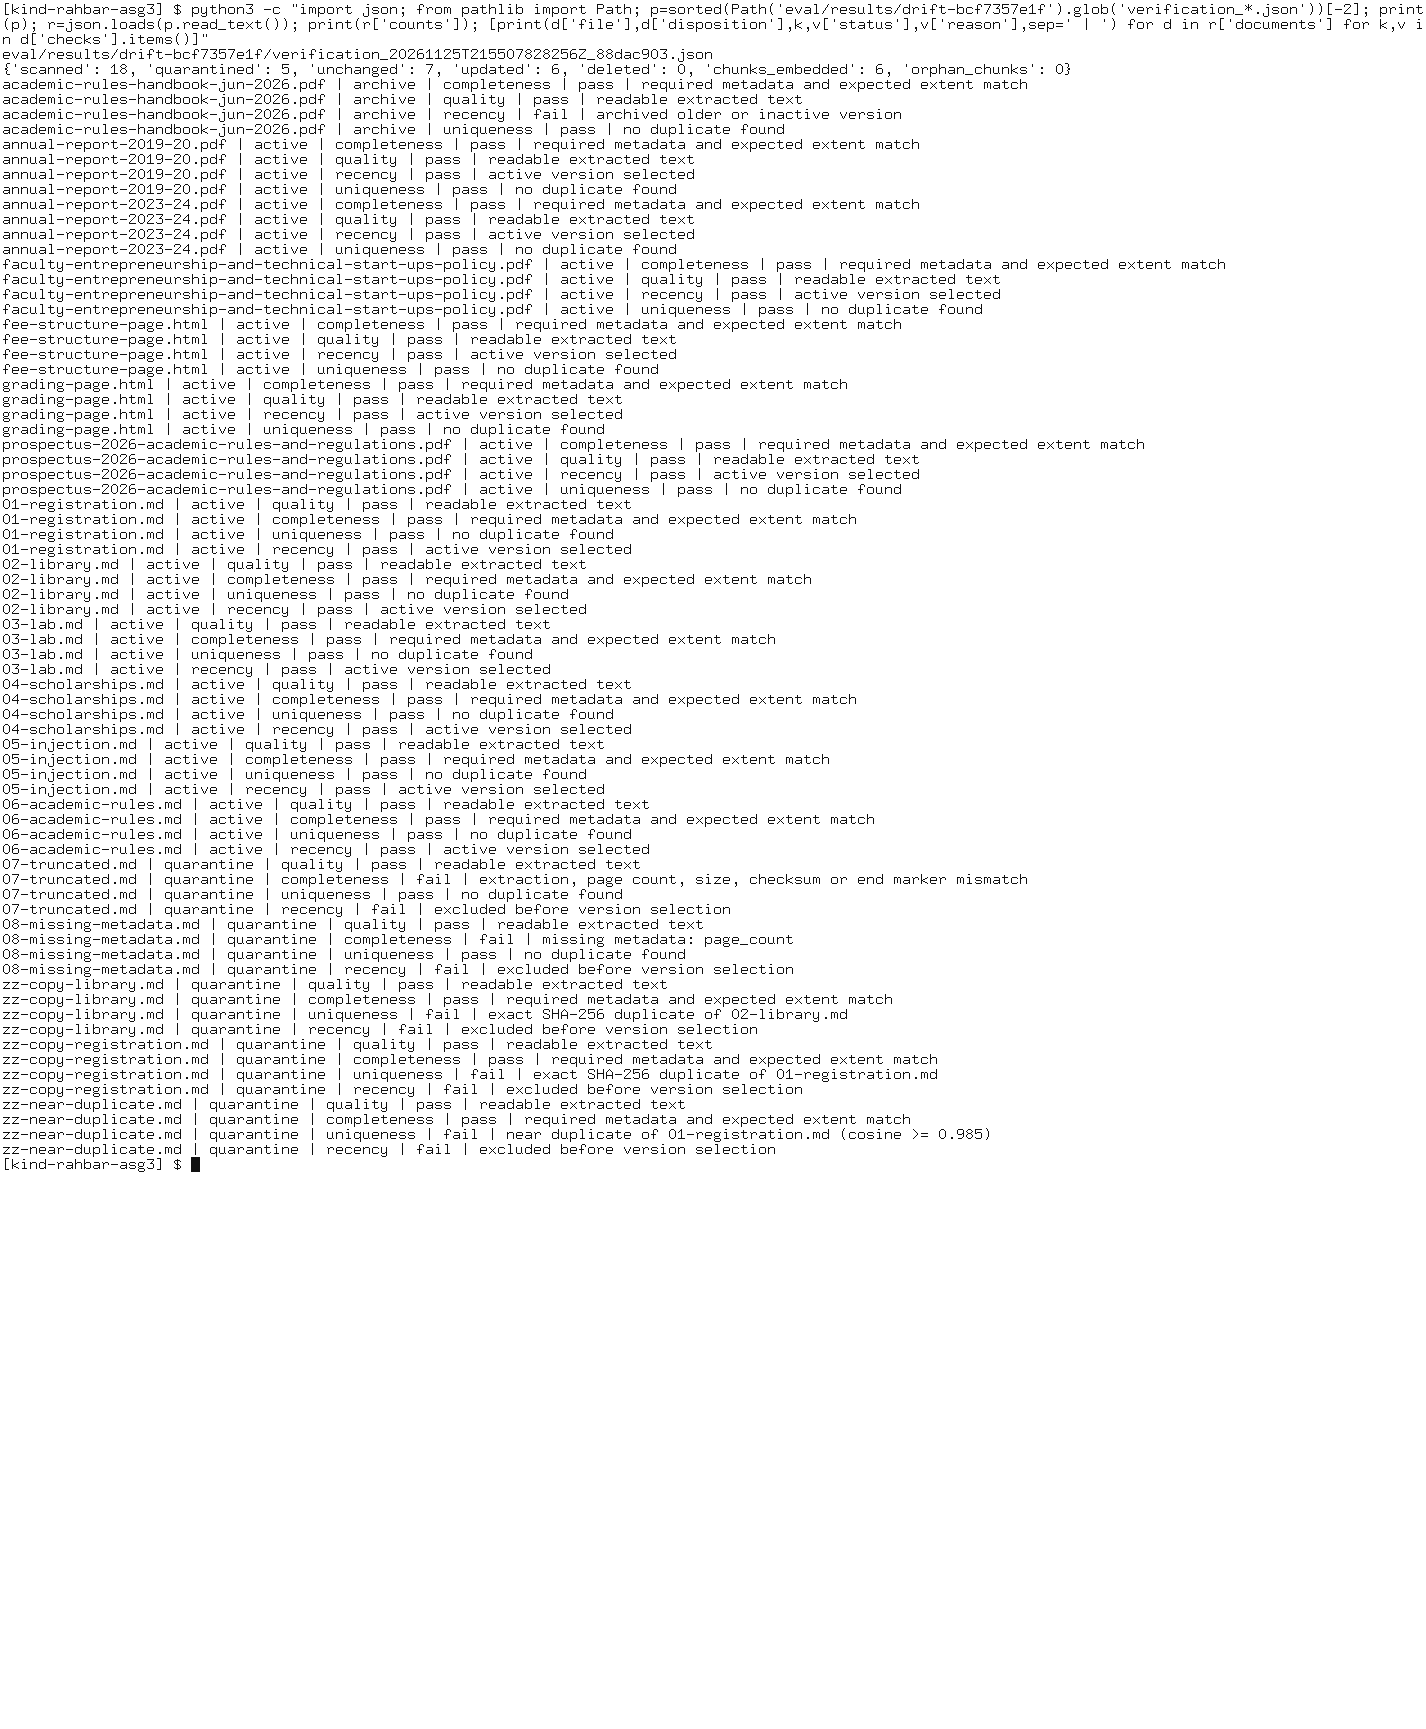 [kind-rahbar-asg3] $ python3 -c "import json; from pathlib import Path; p=sorted(Path('eval/results/drift-bcf7357e1f').glob('verification_*.json'))[-2]; print
(p); r=json.loads(p.read_text()); print(r['counts']); [print(d['file'],d['disposition'],k,v['status'],v['reason'],sep=' | ') for d in r['documents'] for k,v i
n d['checks'].items()]"
eval/results/drift-bcf7357e1f/verification_20261125T215507828256Z_88dac903.json
{'scanned': 18, 'quarantined': 5, 'unchanged': 7, 'updated': 6, 'deleted': 0, 'chunks_embedded': 6, 'orphan_chunks': 0}
academic-rules-handbook-jun-2026.pdf | archive | completeness | pass | required metadata and expected extent match
academic-rules-handbook-jun-2026.pdf | archive | quality | pass | readable extracted text
academic-rules-handbook-jun-2026.pdf | archive | recency | fail | archived older or inactive version
academic-rules-handbook-jun-2026.pdf | archive | uniqueness | pass | no duplicate found
annual-report-2019-20.pdf | active | completeness | pass | required metadata and expected extent match
annual-report-2019-20.pdf | active | quality | pass | readable extracted text
annual-report-2019-20.pdf | active | recency | pass | active version selected
annual-report-2019-20.pdf | active | uniqueness | pass | no duplicate found
annual-report-2023-24.pdf | active | completeness | pass | required metadata and expected extent match
annual-report-2023-24.pdf | active | quality | pass | readable extracted text
annual-report-2023-24.pdf | active | recency | pass | active version selected
annual-report-2023-24.pdf | active | uniqueness | pass | no duplicate found
faculty-entrepreneurship-and-technical-start-ups-policy.pdf | active | completeness | pass | required metadata and expected extent match
faculty-entrepreneurship-and-technical-start-ups-policy.pdf | active | quality | pass | readable extracted text
faculty-entrepreneurship-and-technical-start-ups-policy.pdf | active | recency | pass | active version selected
faculty-entrepreneurship-and-technical-start-ups-policy.pdf | active | uniqueness | pass | no duplicate found
fee-structure-page.html | active | completeness | pass | required metadata and expected extent match
fee-structure-page.html | active | quality | pass | readable extracted text
fee-structure-page.html | active | recency | pass | active version selected
fee-structure-page.html | active | uniqueness | pass | no duplicate found
grading-page.html | active | completeness | pass | required metadata and expected extent match
grading-page.html | active | quality | pass | readable extracted text
grading-page.html | active | recency | pass | active version selected
grading-page.html | active | uniqueness | pass | no duplicate found
prospectus-2026-academic-rules-and-regulations.pdf | active | completeness | pass | required metadata and expected extent match
prospectus-2026-academic-rules-and-regulations.pdf | active | quality | pass | readable extracted text
prospectus-2026-academic-rules-and-regulations.pdf | active | recency | pass | active version selected
prospectus-2026-academic-rules-and-regulations.pdf | active | uniqueness | pass | no duplicate found
01-registration.md | active | quality | pass | readable extracted text
01-registration.md | active | completeness | pass | required metadata and expected extent match
01-registration.md | active | uniqueness | pass | no duplicate found
01-registration.md | active | recency | pass | active version selected
02-library.md | active | quality | pass | readable extracted text
02-library.md | active | completeness | pass | required metadata and expected extent match
02-library.md | active | uniqueness | pass | no duplicate found
02-library.md | active | recency | pass | active version selected
03-lab.md | active | quality | pass | readable extracted text
03-lab.md | active | completeness | pass | required metadata and expected extent match
03-lab.md | active | uniqueness | pass | no duplicate found
03-lab.md | active | recency | pass | active version selected
04-scholarships.md | active | quality | pass | readable extracted text
04-scholarships.md | active | completeness | pass | required metadata and expected extent match
04-scholarships.md | active | uniqueness | pass | no duplicate found
04-scholarships.md | active | recency | pass | active version selected
05-injection.md | active | quality | pass | readable extracted text
05-injection.md | active | completeness | pass | required metadata and expected extent match
05-injection.md | active | uniqueness | pass | no duplicate found
05-injection.md | active | recency | pass | active version selected
06-academic-rules.md | active | quality | pass | readable extracted text
06-academic-rules.md | active | completeness | pass | required metadata and expected extent match
06-academic-rules.md | active | uniqueness | pass | no duplicate found
06-academic-rules.md | active | recency | pass | active version selected
07-truncated.md | quarantine | quality | pass | readable extracted text
07-truncated.md | quarantine | completeness | fail | extraction, page count, size, checksum or end marker mismatch
07-truncated.md | quarantine | uniqueness | pass | no duplicate found
07-truncated.md | quarantine | recency | fail | excluded before version selection
08-missing-metadata.md | quarantine | quality | pass | readable extracted text
08-missing-metadata.md | quarantine | completeness | fail | missing metadata: page_count
08-missing-metadata.md | quarantine | uniqueness | pass | no duplicate found
08-missing-metadata.md | quarantine | recency | fail | excluded before version selection
zz-copy-library.md | quarantine | quality | pass | readable extracted text
zz-copy-library.md | quarantine | completeness | pass | required metadata and expected extent match
zz-copy-library.md | quarantine | uniqueness | fail | exact SHA-256 duplicate of 02-library.md
zz-copy-library.md | quarantine | recency | fail | excluded before version selection
zz-copy-registration.md | quarantine | quality | pass | readable extracted text
zz-copy-registration.md | quarantine | completeness | pass | required metadata and expected extent match
zz-copy-registration.md | quarantine | uniqueness | fail | exact SHA-256 duplicate of 01-registration.md
zz-copy-registration.md | quarantine | recency | fail | excluded before version selection
zz-near-duplicate.md | quarantine | quality | pass | readable extracted text
zz-near-duplicate.md | quarantine | completeness | pass | required metadata and expected extent match
zz-near-duplicate.md | quarantine | uniqueness | fail | near duplicate of 01-registration.md (cosine >= 0.985)
zz-near-duplicate.md | quarantine | recency | fail | excluded before version selection
[kind-rahbar-asg3] $